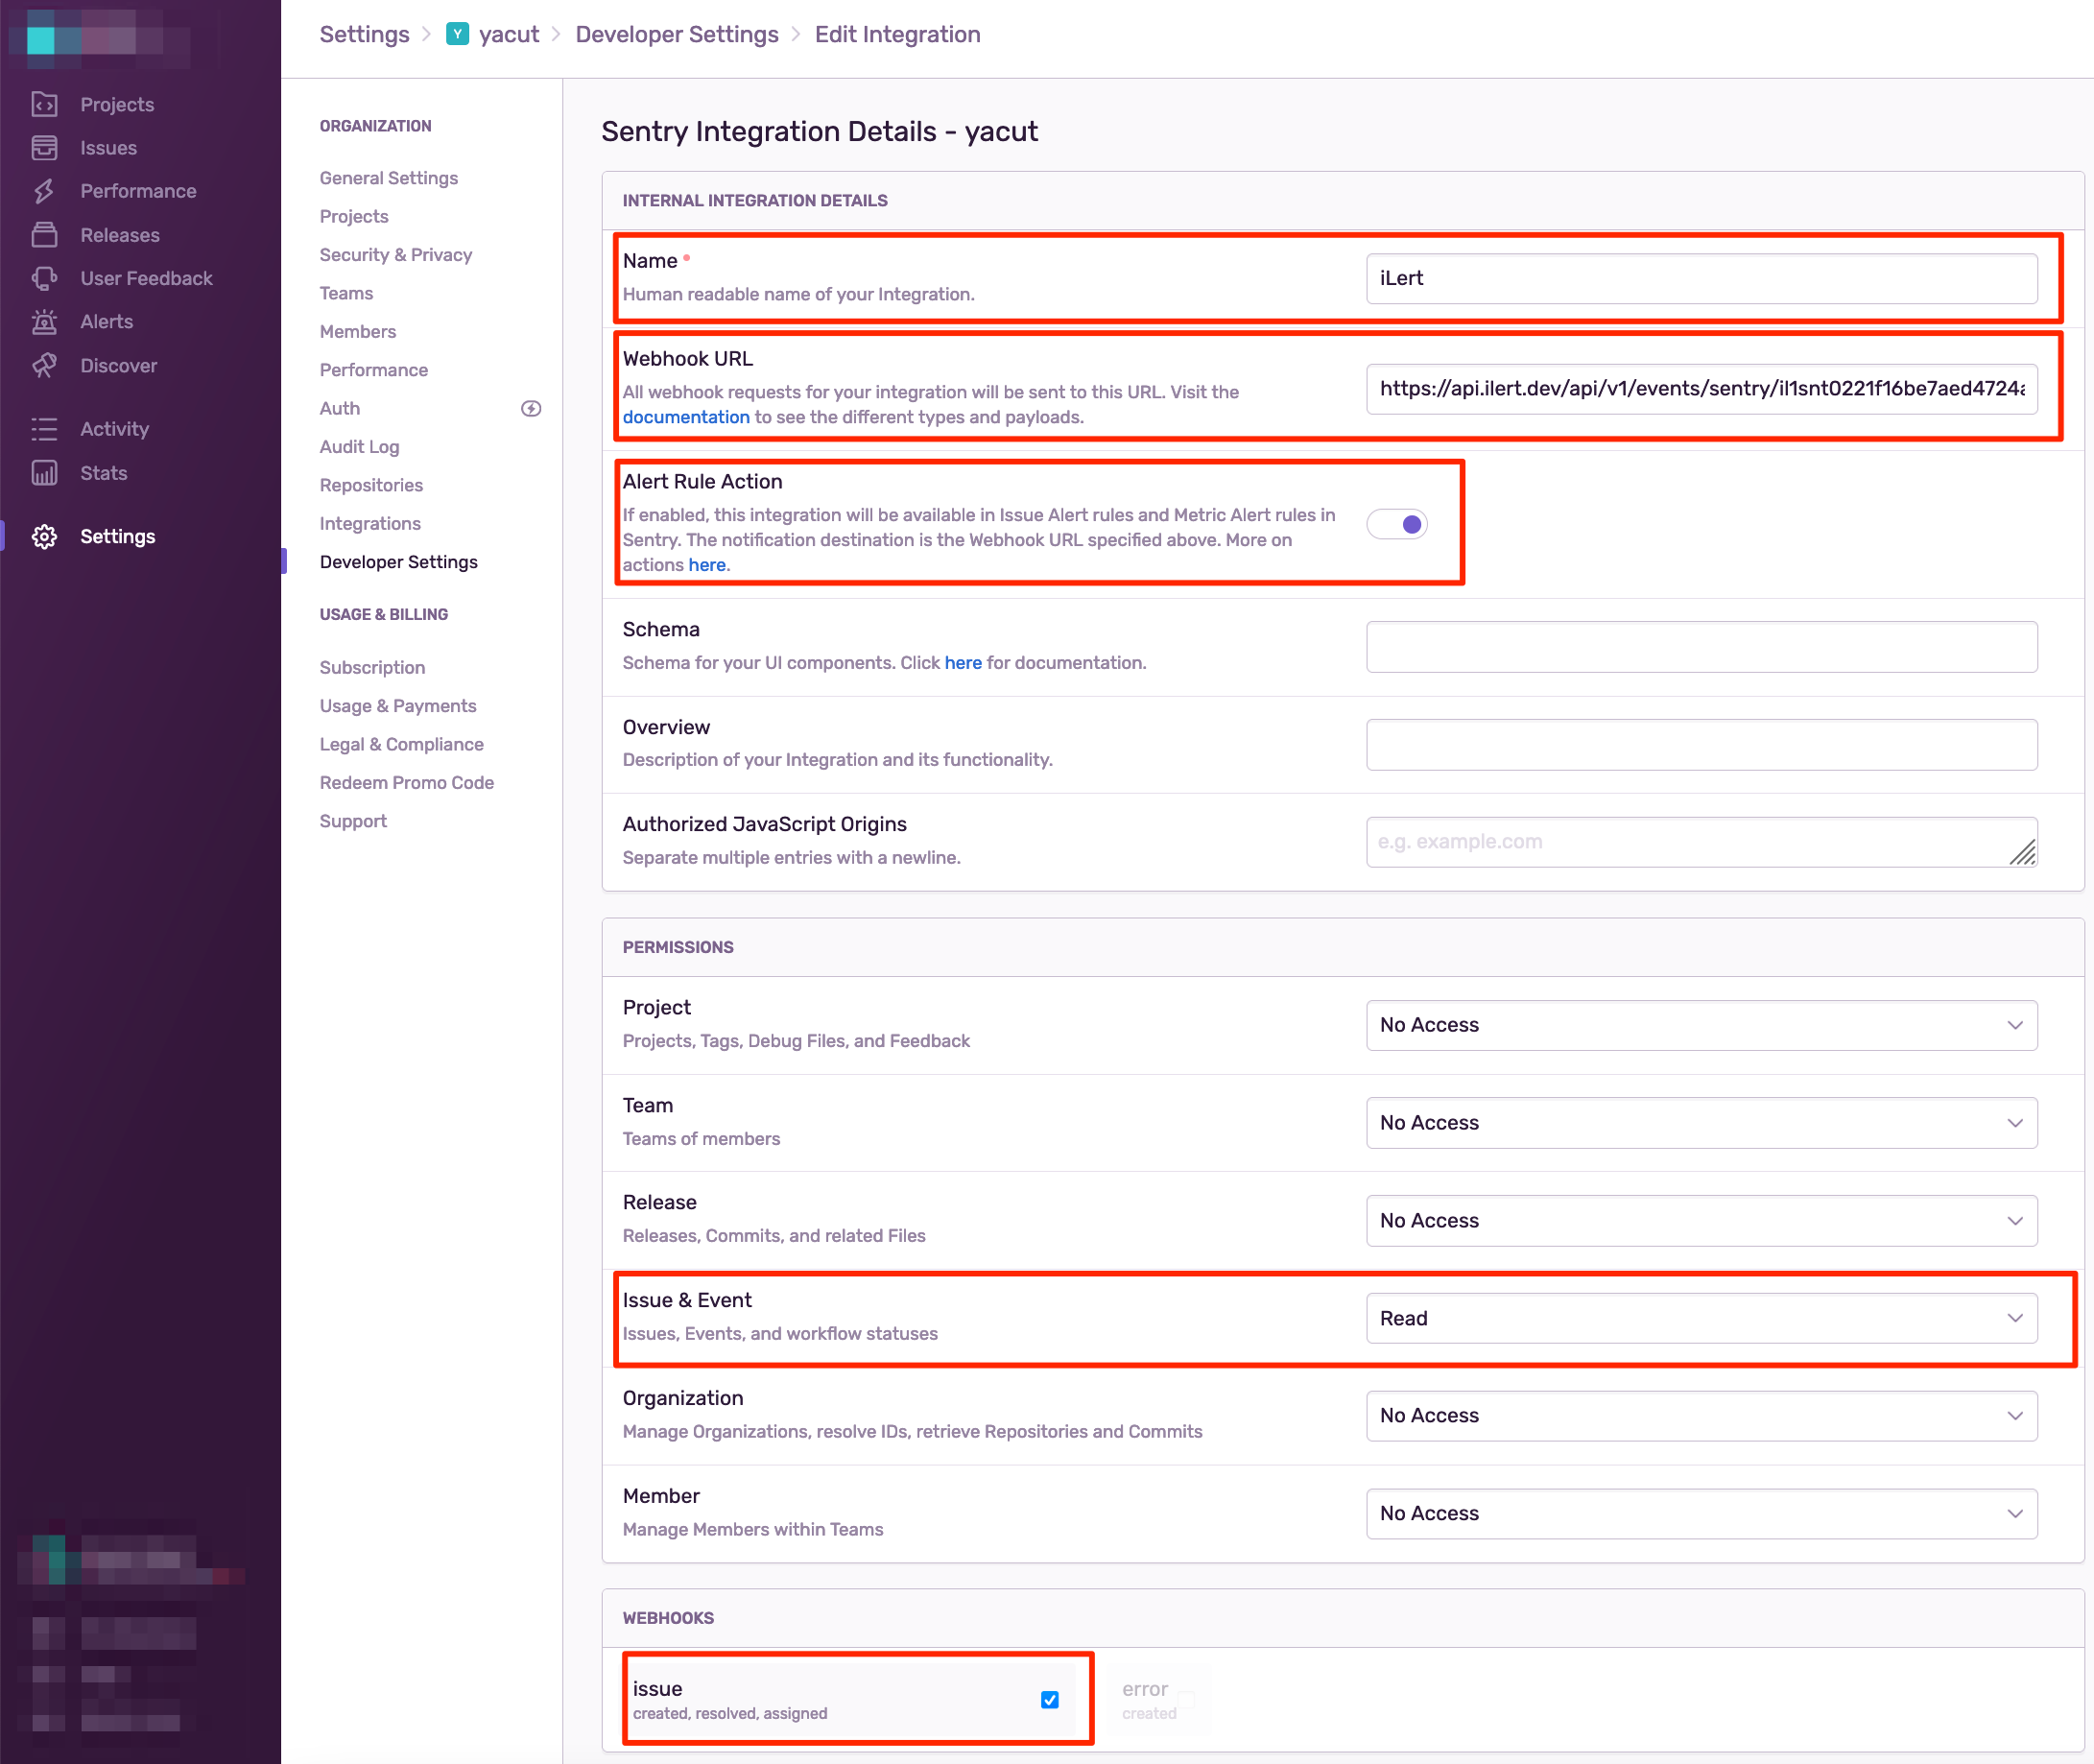 Settings > Y yacut > Developer Settings > Edit Integration
Projects
Issues
Performance
Releases
User Feedback
Alerts
Discover
Activity
Stats
Settings
ORGANIZATION
General Settings
Projects
Security & Privacy
Teams
Members
Performance
Auth
Audit Log
Repositories
Integrations
Developer Settings
USAGE & BILLING
Subscription
Usage & Payments
Legal & Compliance
Redeem Promo Code
Support
Sentry Integration Details - yacut
INTERNAL INTEGRATION DETAILS
Name
Human readable name of your Integration.
iLert
Webhook URL
All webhook requests for your integration will be sent to this URL. Visit the
documentation to see the different types and payloads.
https://api.ilert.dev/api/v1/events/sentry/il1snt0221f16be7aed4724a
Alert Rule Action
If enabled, this integration will be available in Issue Alert rules and Metric Alert rules in
Sentry. The notification destination is the Webhook URL specified above. More on
actions here.
Schema
Schema for your UI components. Click here for documentation.
Overview
Description of your Integration and its functionality.
Authorized JavaScript Origins
Separate multiple entries with a newline.
e.g. example.com
PERMISSIONS
Project
Projects, Tags, Debug Files, and Feedback
No Access
Team
Teams of members
No Access
Release
Releases, Commits, and related Files
No Access
Issue & Event
Issues, Events, and workflow statuses
Read
Organization
Manage Organizations, resolve IDs, retrieve Repositories and Commits
No Access
Member
Manage Members within Teams
No Access
WEBHOOKS
issue
created, resolved, assigned
error
created